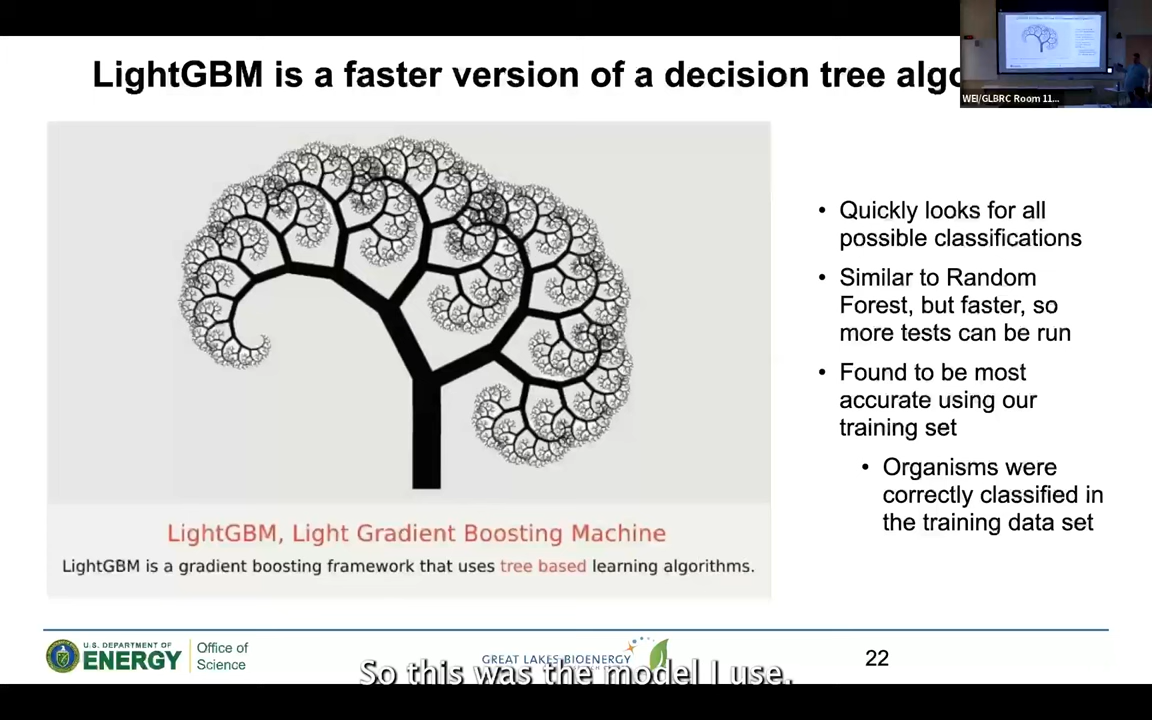 LightGBM is a faster version of a decision tree algo
WEI/GLBRC Room 11...
Quickly looks for all
possible classifications
Similar to Random
Forest, but faster, so
more tests can be run
Found to be most
accurate using our
training set
Organisms were
correctly classified in
the training data set
LightGBM, Light Gradient Boosting Machine
LightGBM is a gradient boosting framework that uses tree based learning algorithms.
U.S. DEPARTMENT OF
ENERGY
Office of
Science
GREAT LAKES BIOENERGY
22
So this was the model I use.